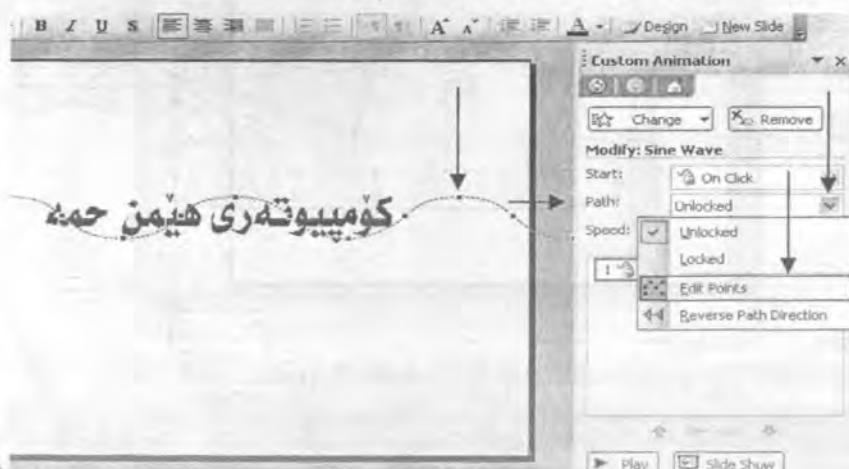 B I U S A A A Design New Slide
Custom Animation
Change Remove
Modify: Sine Wave
Start: On Click
Path: Unlocked
Speed:
Unlocked
Locked
Edit Points
Reverse Path Direction
1
کۆمپیوتەری هێمن حمە
Play Slide Show